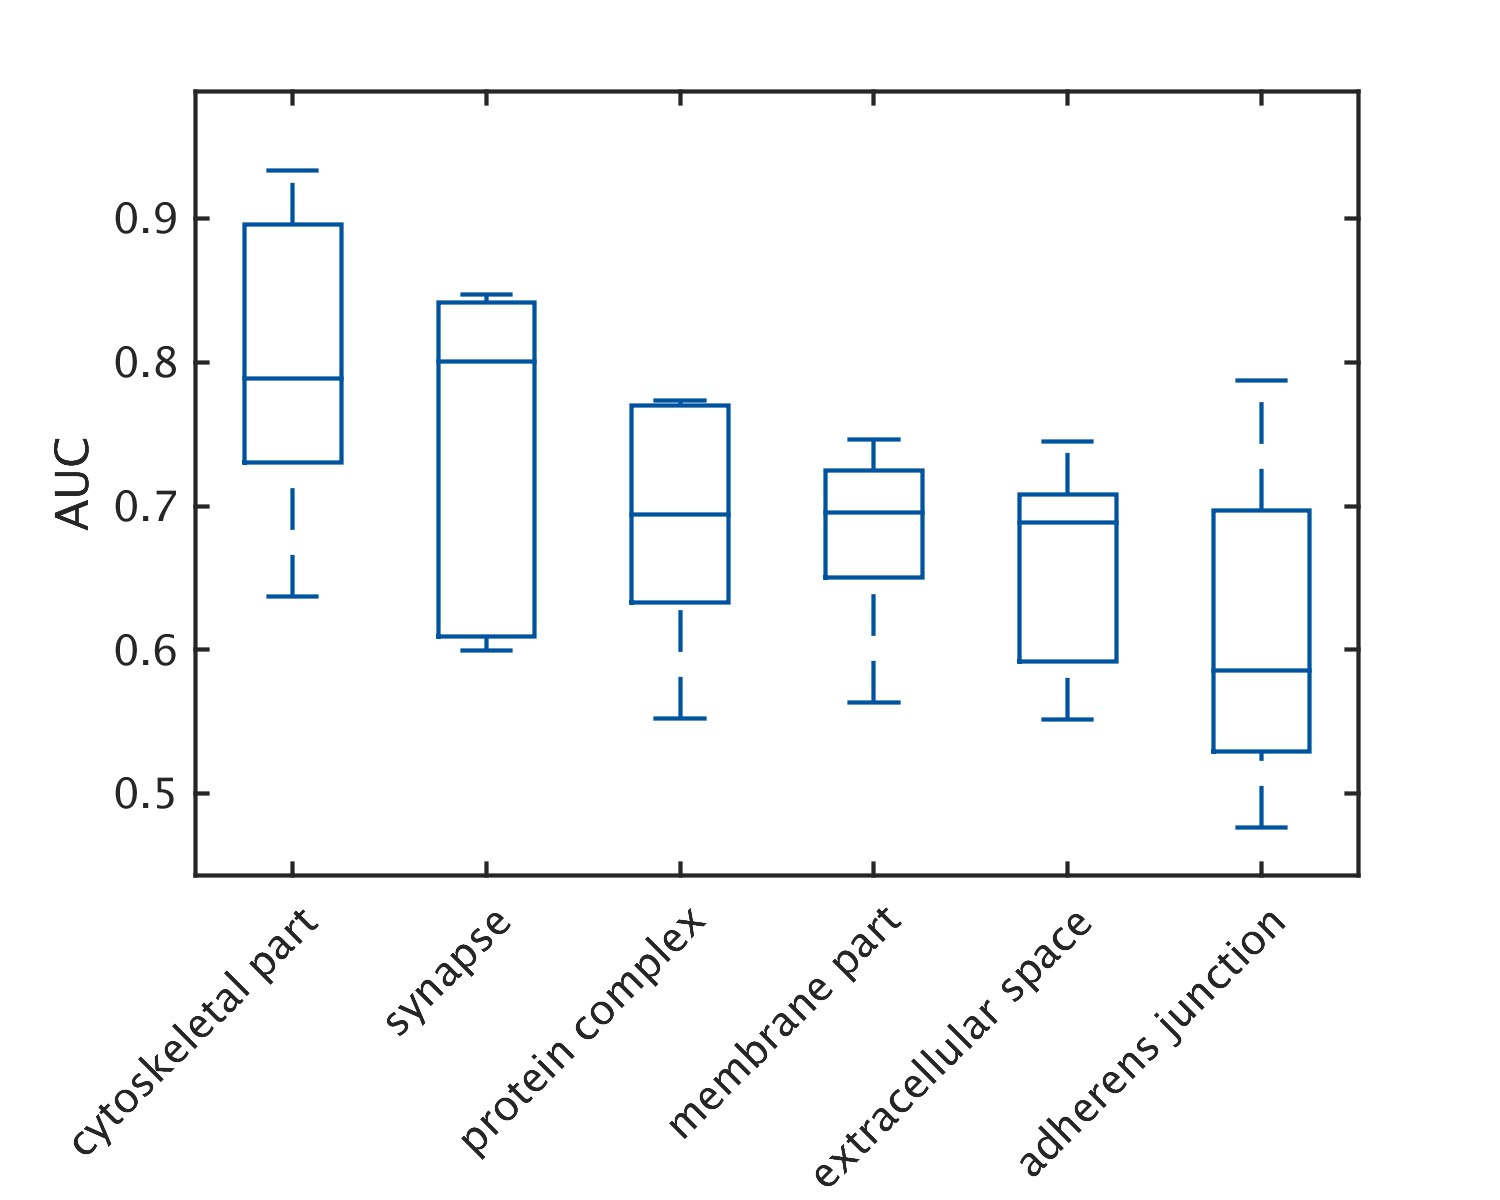 0.9
0.8
0.7
0.6
0.5
AUC
cytoskeletal part
synapse
protein complex
membrane part
extracellular space
adherens junction